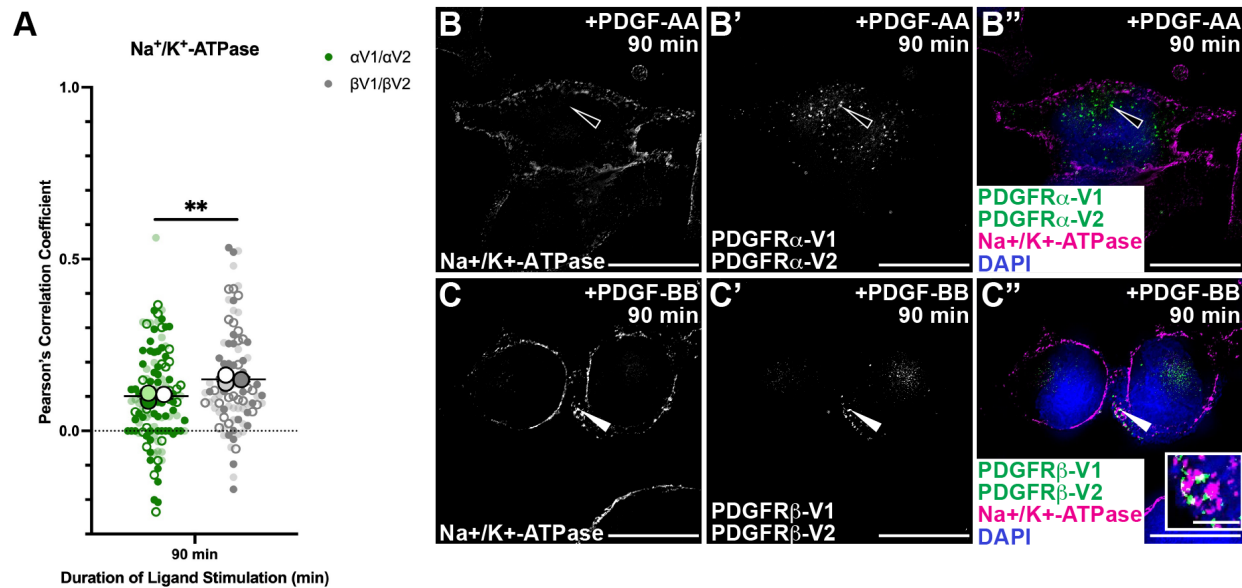 A
Na⁺/K⁺-ATPase
αV1/αV2
βV1/βV2
Pearson's Correlation Coefficient
1.0
0.5
0.0
**
90 min
Duration of Ligand Stimulation (min)
B
+PDGF-AA
90 min
Na+/K+-ATPase
B'
+PDGF-AA
90 min
PDGFRα-V1
PDGFRα-V2
B"
+PDGF-AA
90 min
PDGFRα-V1
PDGFRα-V2
Na+/K+-ATPase
DAPI
C
+PDGF-BB
90 min
Na+/K+-ATPase
C'
+PDGF-BB
90 min
PDGFRβ-V1
PDGFRβ-V2
C"
+PDGF-BB
90 min
PDGFRβ-V1
PDGFRβ-V2
Na+/K+-ATPase
DAPI